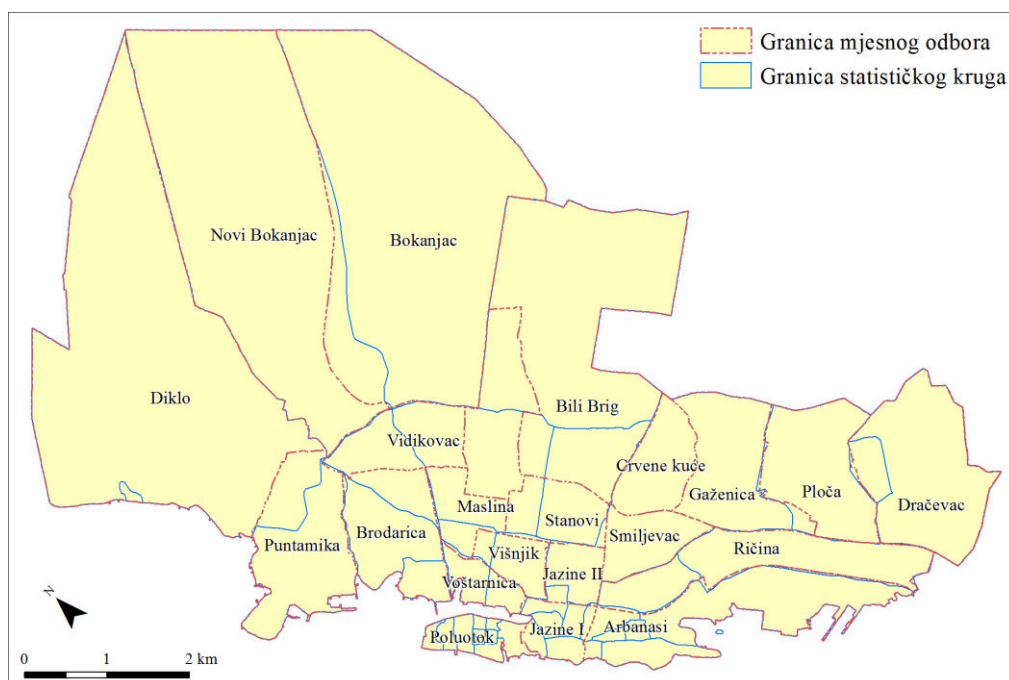 Granica mjesnog odbora
Granica statističkog kruga
Novi Bokanjac
Bokanjac
Diklo
Bili Brig
Vidikovac
Crvene kuće
Gaženica
Ploča
Dračevac
Maslina
Stanovi
Smiljevac
Ričina
Puntamika
Brodarica
Višnjik
Voštarnica
Jazine II
Poluotok
Jazine I
Arbanasi
N
0 1 2 km